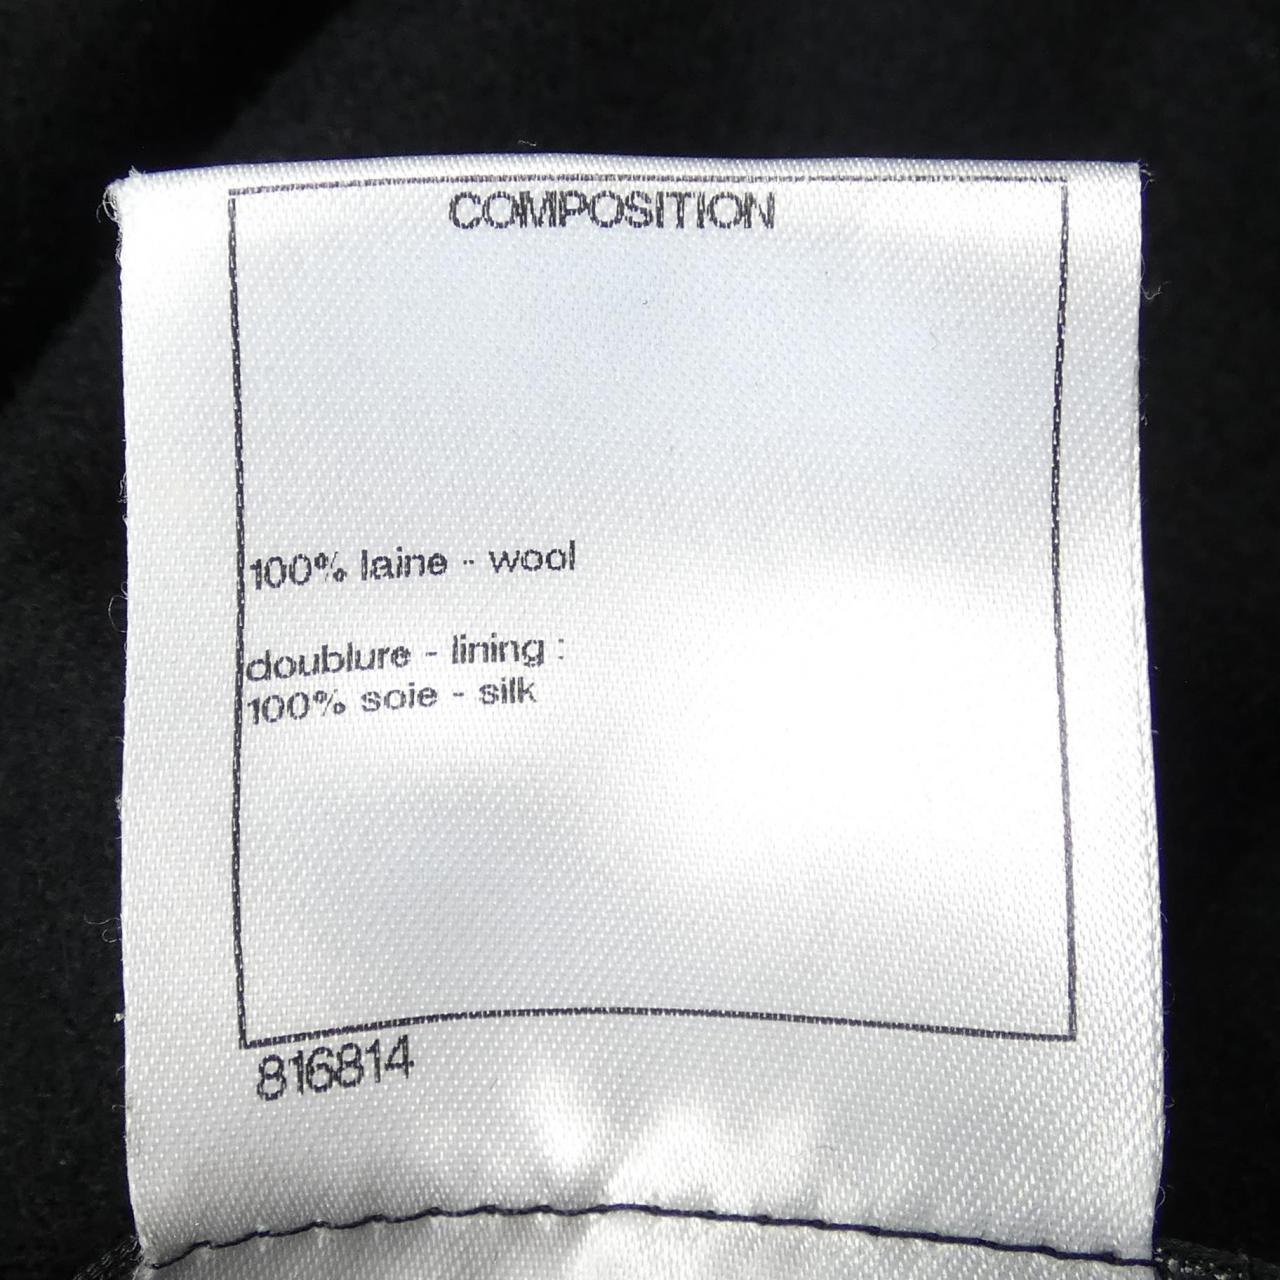 COMPOSITION
100% laine - wool
doublure - lining :
100% soie - silk
816814